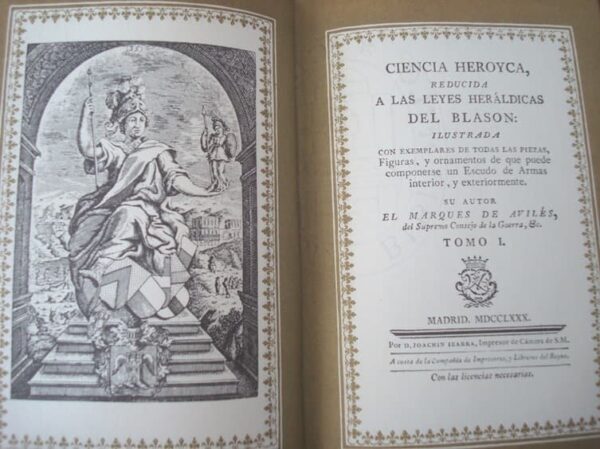 CIENCIA HEROYCA,
REDUCIDA
A LAS LEYES HERÁLDICAS
DEL BLASON:
ILUSTRADA
CON EXEMPLARES DE TODAS LAS PIEZAS,
Figuras, y ornamentos de que puede
componerse un Escudo de Armas
interior, y exteriormente.
SU AUTOR
EL MARQUES DE AVILÉS,
del Supremo Consejo de la Guerra, &c.
TOMO I.
MADRID. MDCCLXXX.
Por D. JOACHIN IBARRA, Impresor de Cámara de S.M.
A costa de la Compañía de Impresores, y Libreros del Reyno.
Con las licencias necesarias.